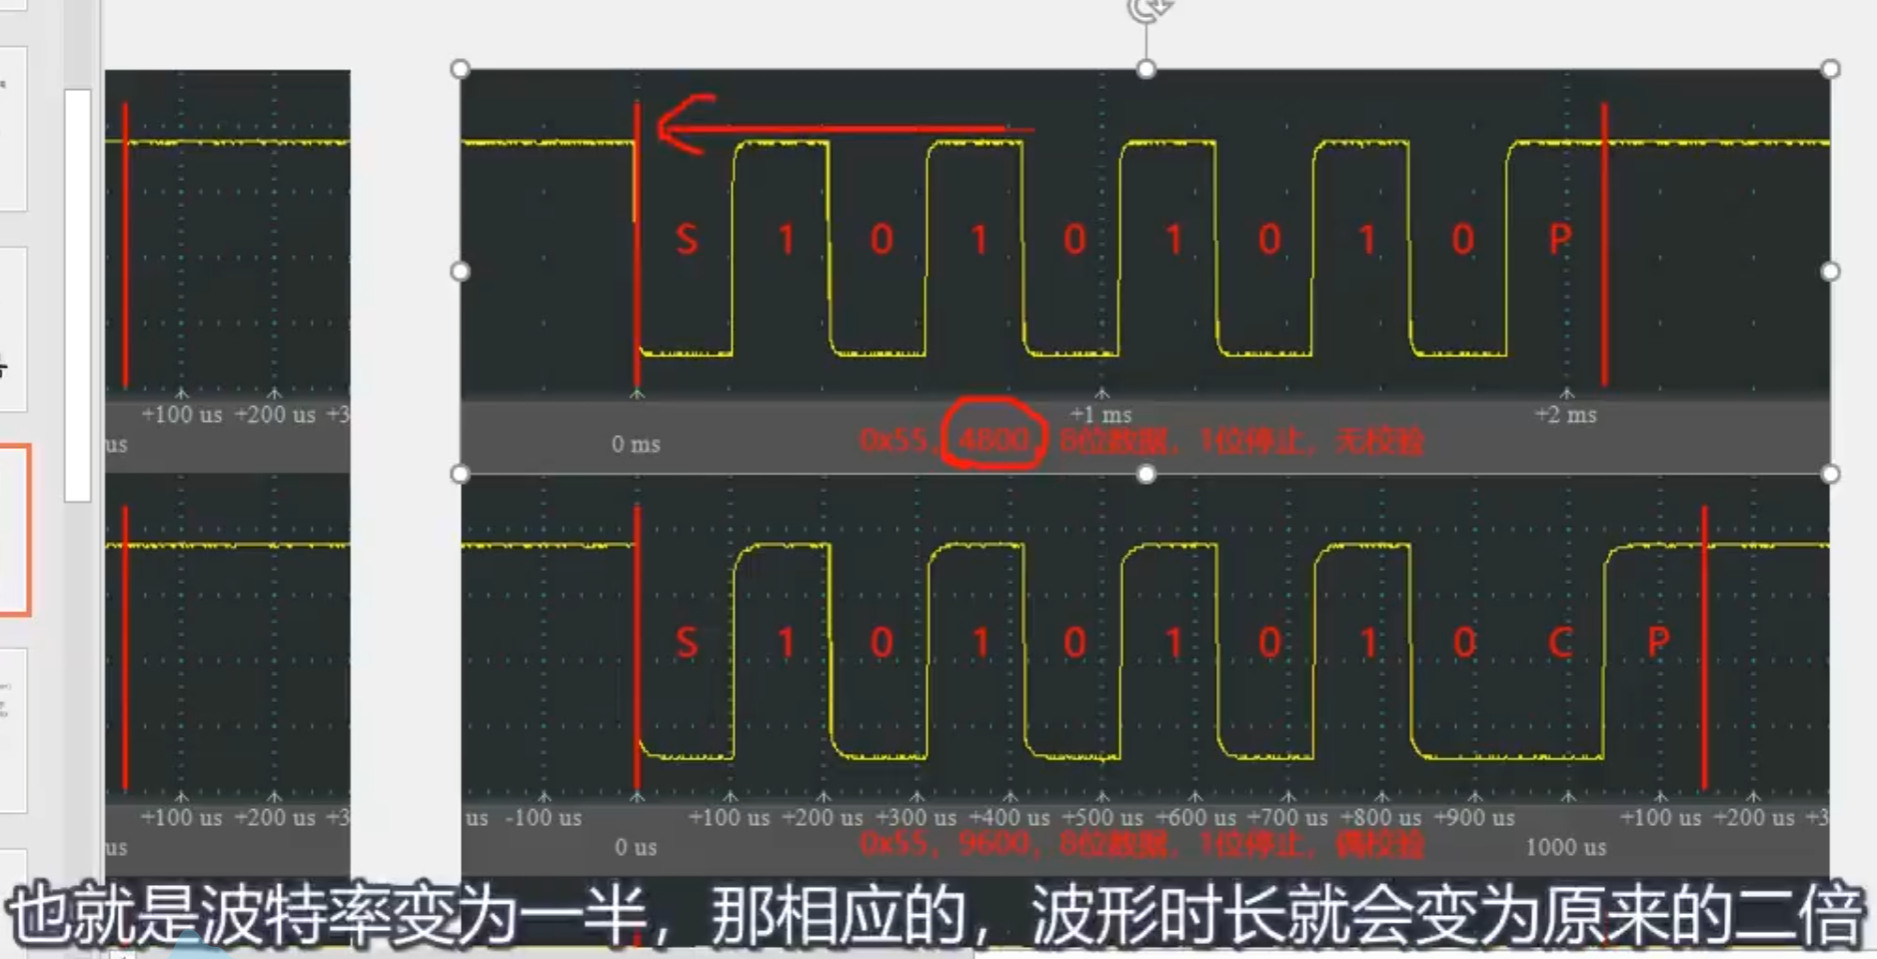 S 1 0 1 0 1 0 1 0 P
+100 us +200 us +3
+1 ms +2 ms
us
0 ms
0x55, 4800, 8位数据, 1位停止, 无校验
S 1 0 1 0 1 0 1 0 C P
+100 us +200 us +3
us -100 us +100 us +200 us +300 us +400 us +500 us +600 us +700 us +800 us +900 us +100 us +200 us +3
us
0 us 1000 us
0x55, 9600, 8位数据, 1位停止, 偶校验
也就是波特率变为一半，那相应的，波形时长就会变为原来的二倍